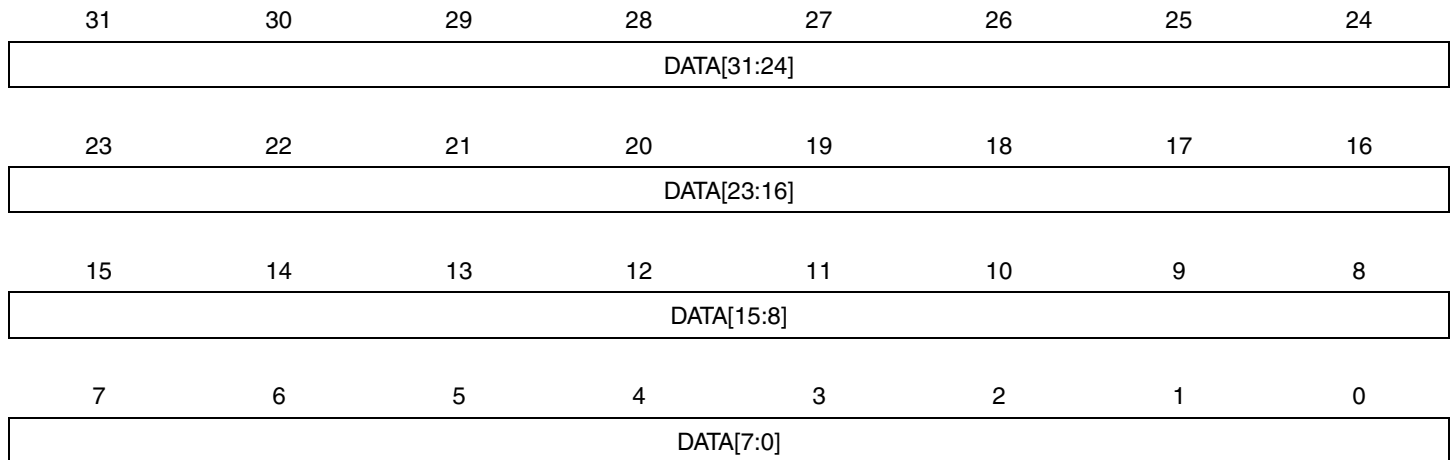 31 30 29 28 27 26 25 24
DATA[31:24]
23 22 21 20 19 18 17 16
DATA[23:16]
15 14 13 12 11 10 9 8
DATA[15:8]
7 6 5 4 3 2 1 0
DATA[7:0]